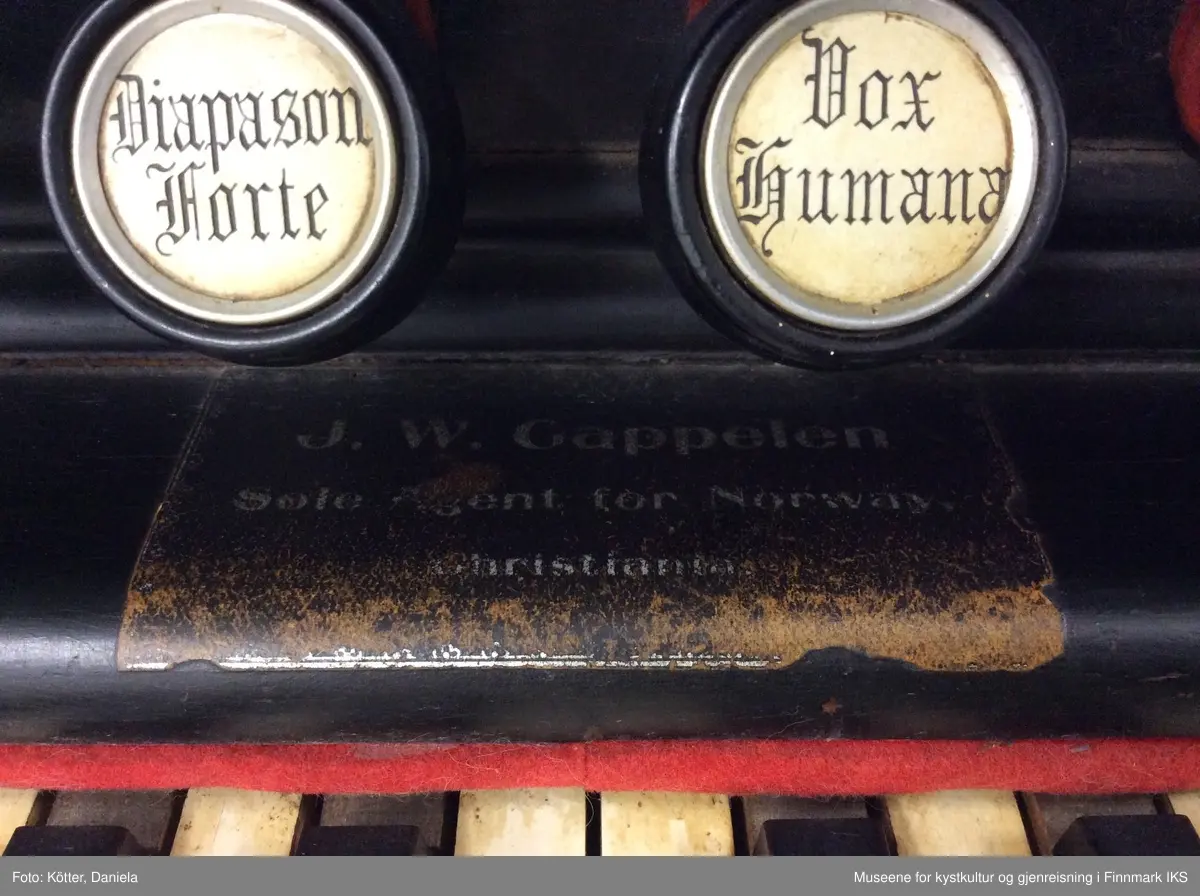 Diapason
Forte
Vox
Humana
J. W. Cappelen
Sole Agent for Norway,
Christiania.
Foto: Kötter, Daniela
Museene for kystkultur og gjenreisning i Finnmark IKS